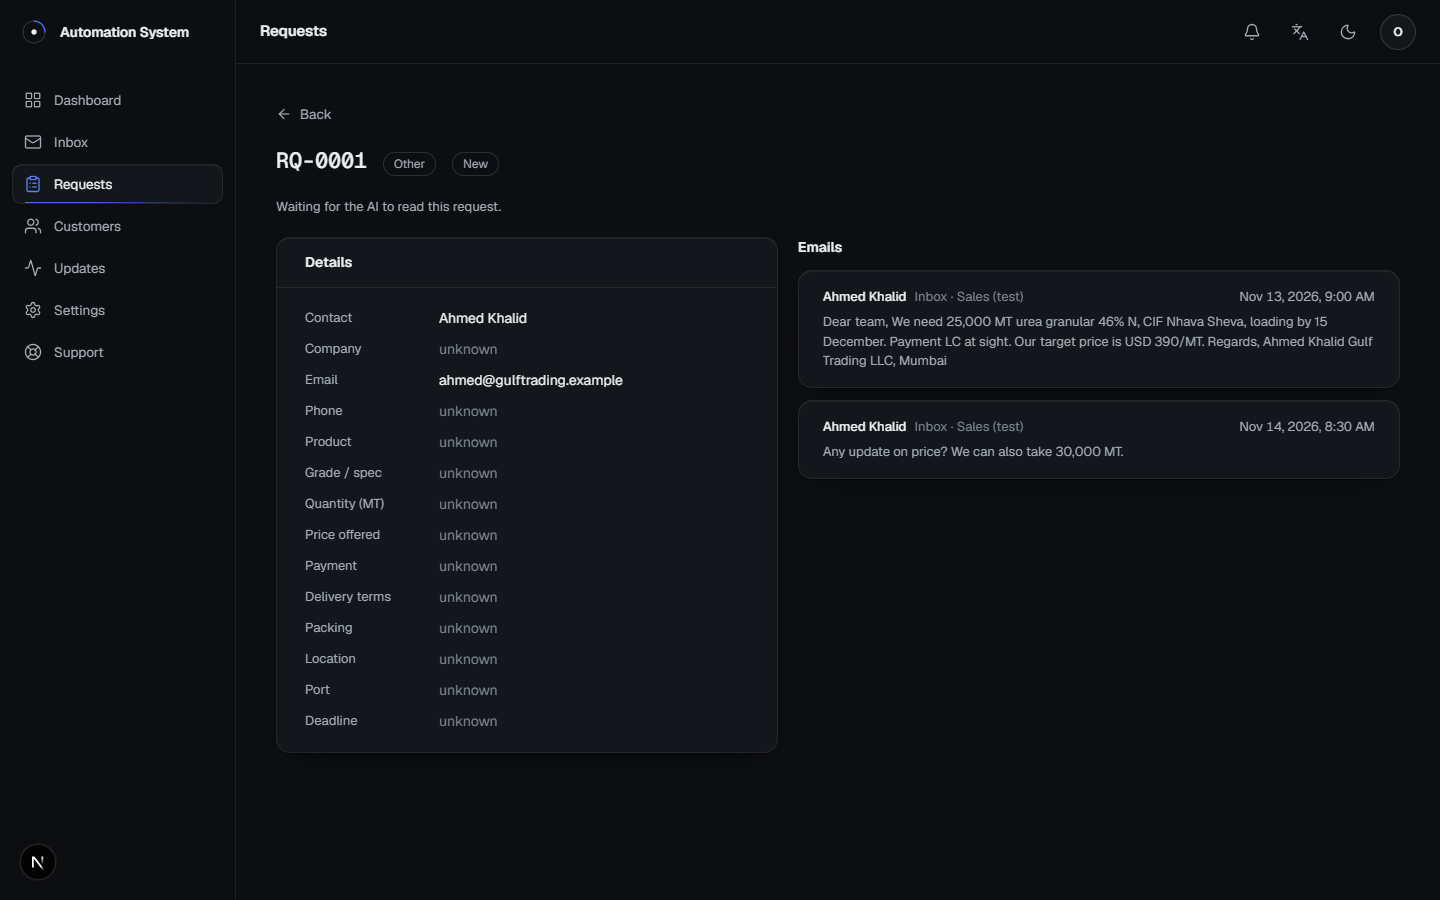 Automation System
Requests
O
Dashboard
Inbox
Requests
Customers
Updates
Settings
Support
Back
RQ-0001 Other New
Waiting for the AI to read this request.
Details
Contact Ahmed Khalid
Company unknown
Email ahmed@gulftrading.example
Phone unknown
Product unknown
Grade / spec unknown
Quantity (MT) unknown
Price offered unknown
Payment unknown
Delivery terms unknown
Packing unknown
Location unknown
Port unknown
Deadline unknown
Emails
Ahmed Khalid Inbox · Sales (test) Nov 13, 2026, 9:00 AM
Dear team, We need 25,000 MT urea granular 46% N, CIF Nhava Sheva, loading by 15
December. Payment LC at sight. Our target price is USD 390/MT. Regards, Ahmed Khalid Gulf
Trading LLC, Mumbai
Ahmed Khalid Inbox · Sales (test) Nov 14, 2026, 8:30 AM
Any update on price? We can also take 30,000 MT.
N